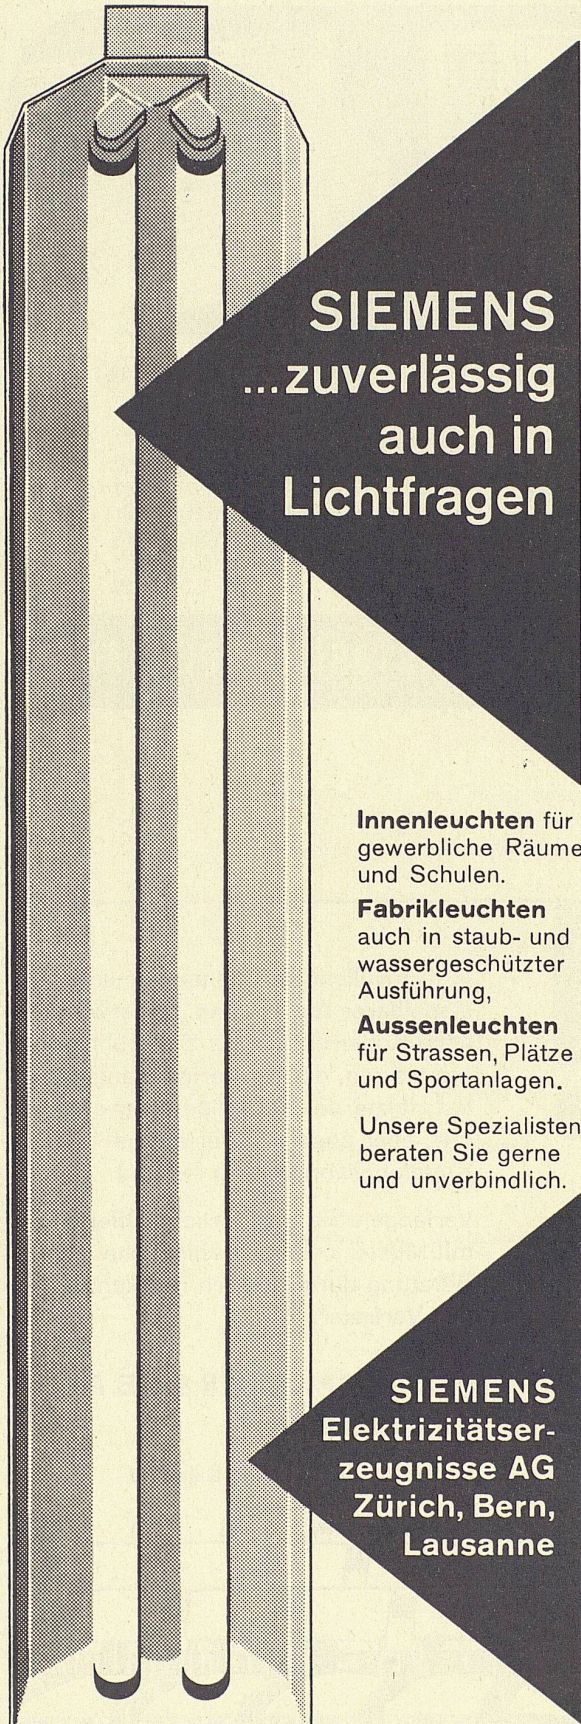 SIEMENS
...zuverlässig
auch in
Lichtfragen
Innenleuchten für
gewerbliche Räume
und Schulen.
Fabrikleuchten
auch in staub- und
wassergeschützter
Ausführung,
Aussenleuchten
für Strassen, Plätze
und Sportanlagen.
Unsere Spezialisten
beraten Sie gerne
und unverbindlich.
SIEMENS
Elektrizitätser-
zeugnisse AG
Zürich, Bern,
Lausanne